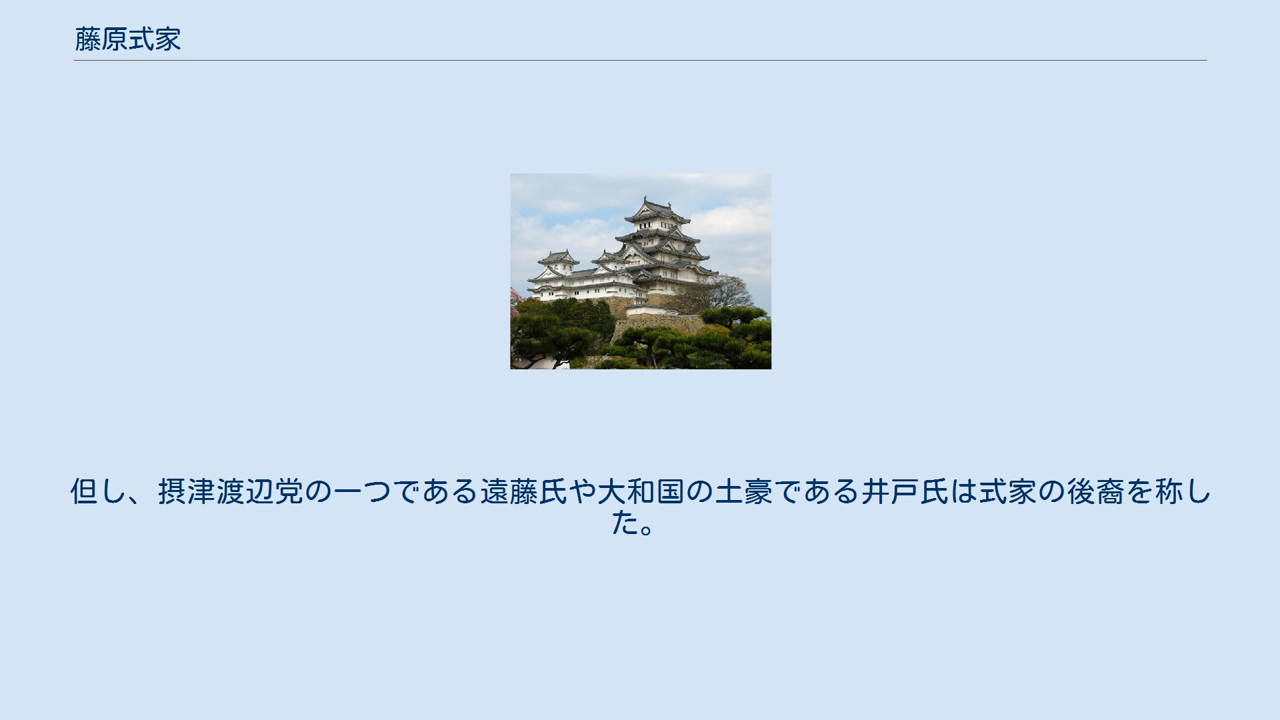 藤原式家
但し、摂津渡辺党の一つである遠藤氏や大和国の土豪である井戸氏は式家の後裔を称し
た。